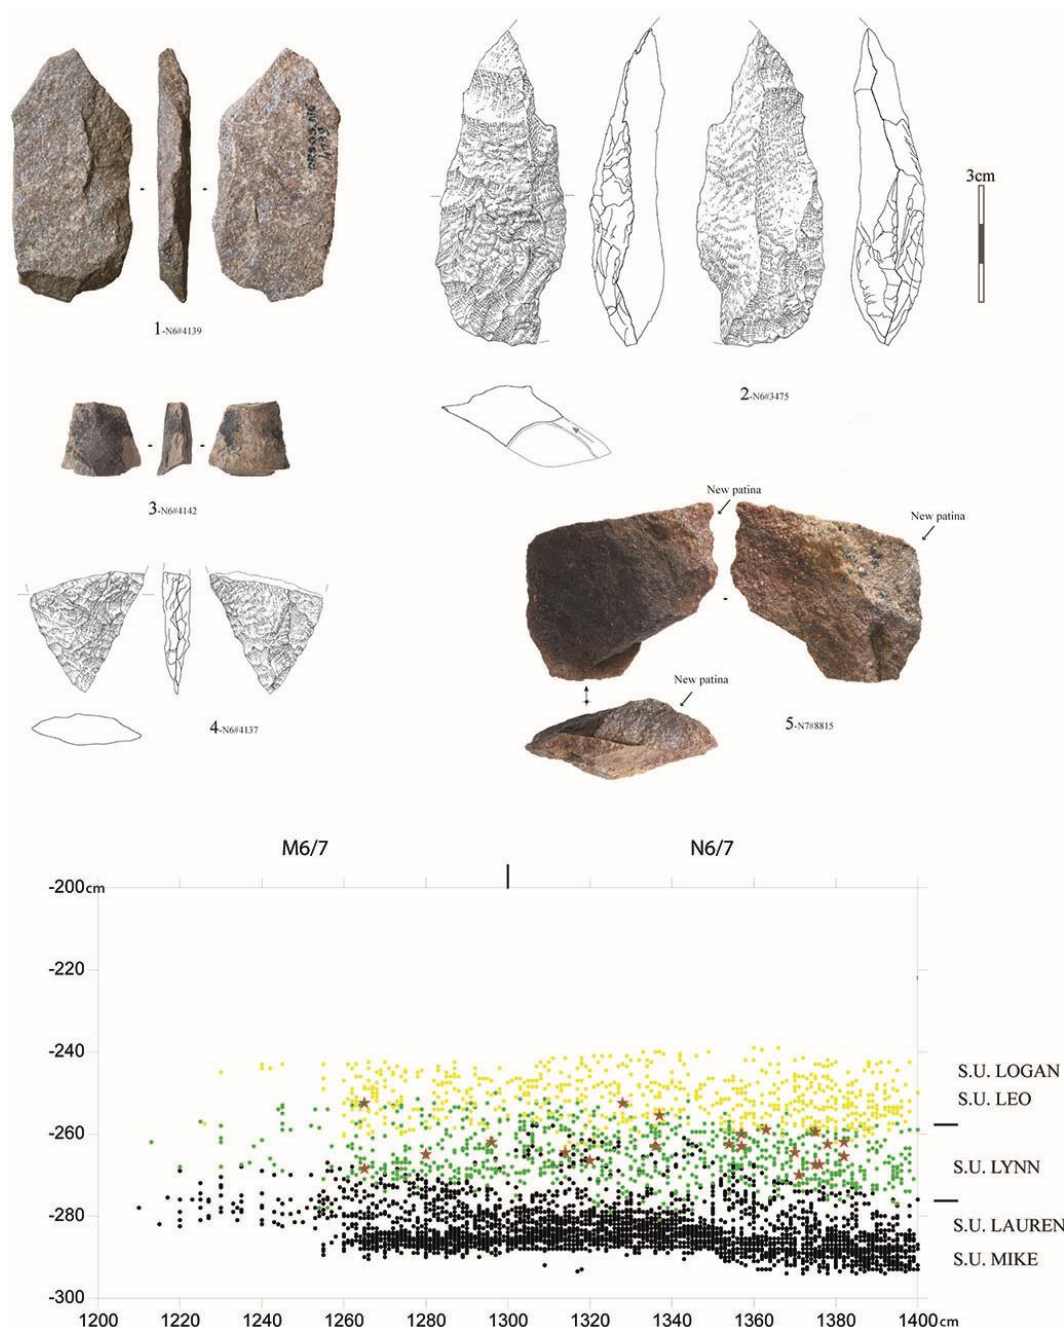 3cm
1-N6#4139
2-N6#3475
3-N6#4142
New patina
New patina
4-N6#4137
New patina
5-N7#8815
M6/7
N6/7
-200cm
-220
-240
S.U. LOGAN
S.U. LEO
-260
S.U. LYNN
-280
S.U. LAUREN
S.U. MIKE
-300
1200 1220 1240 1260 1280 1300 1320 1340 1360 1380 1400cm